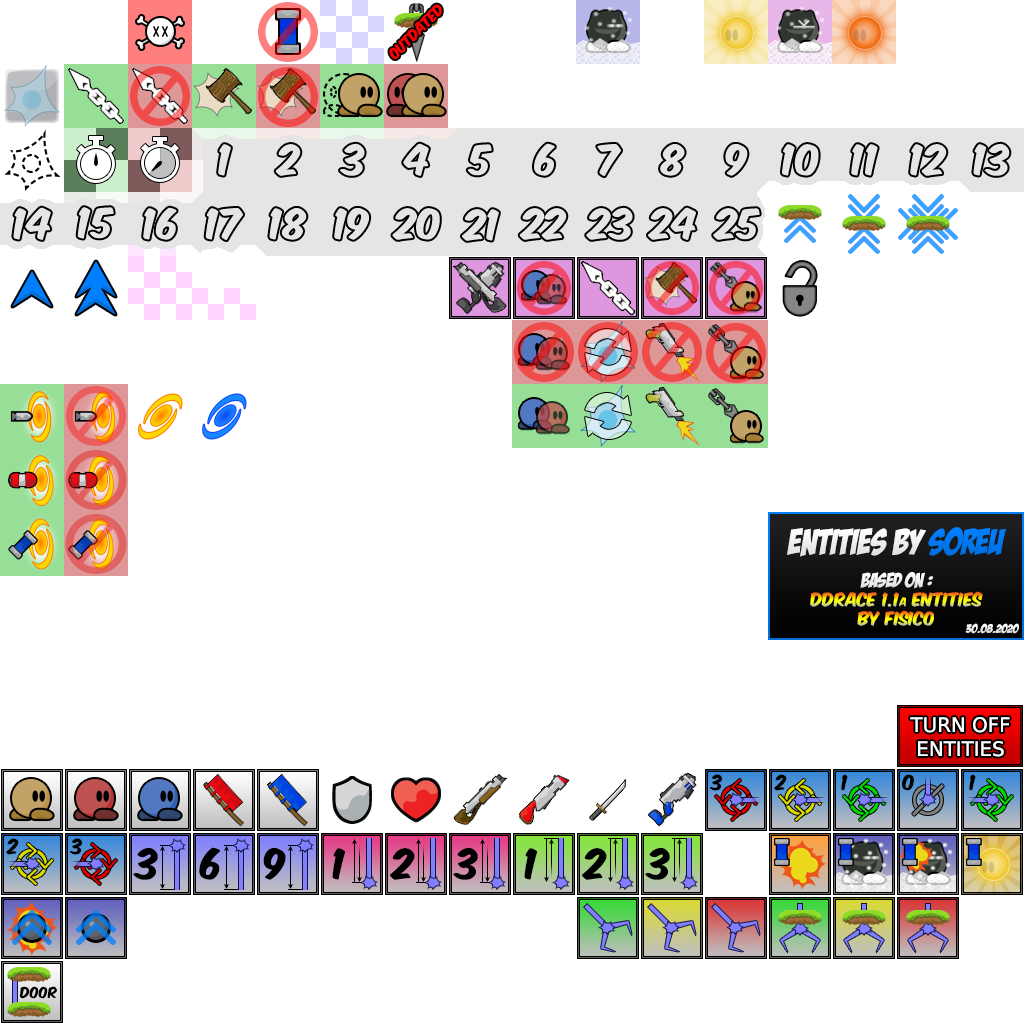 OUTDATED
1 2 3 4 5 6 7 8 9 10 11 12 13
14 15 16 17 18 19 20 21 22 23 24 25
ENTITIES BY SOREU
BASED ON :
DDRACE 1.1A ENTITIES
BY FISICO
30.08.2020
TURN OFF
ENTITIES
3 2 1 0 1
2 3 3 6 9 1 2 3 1 2 3
DOOR